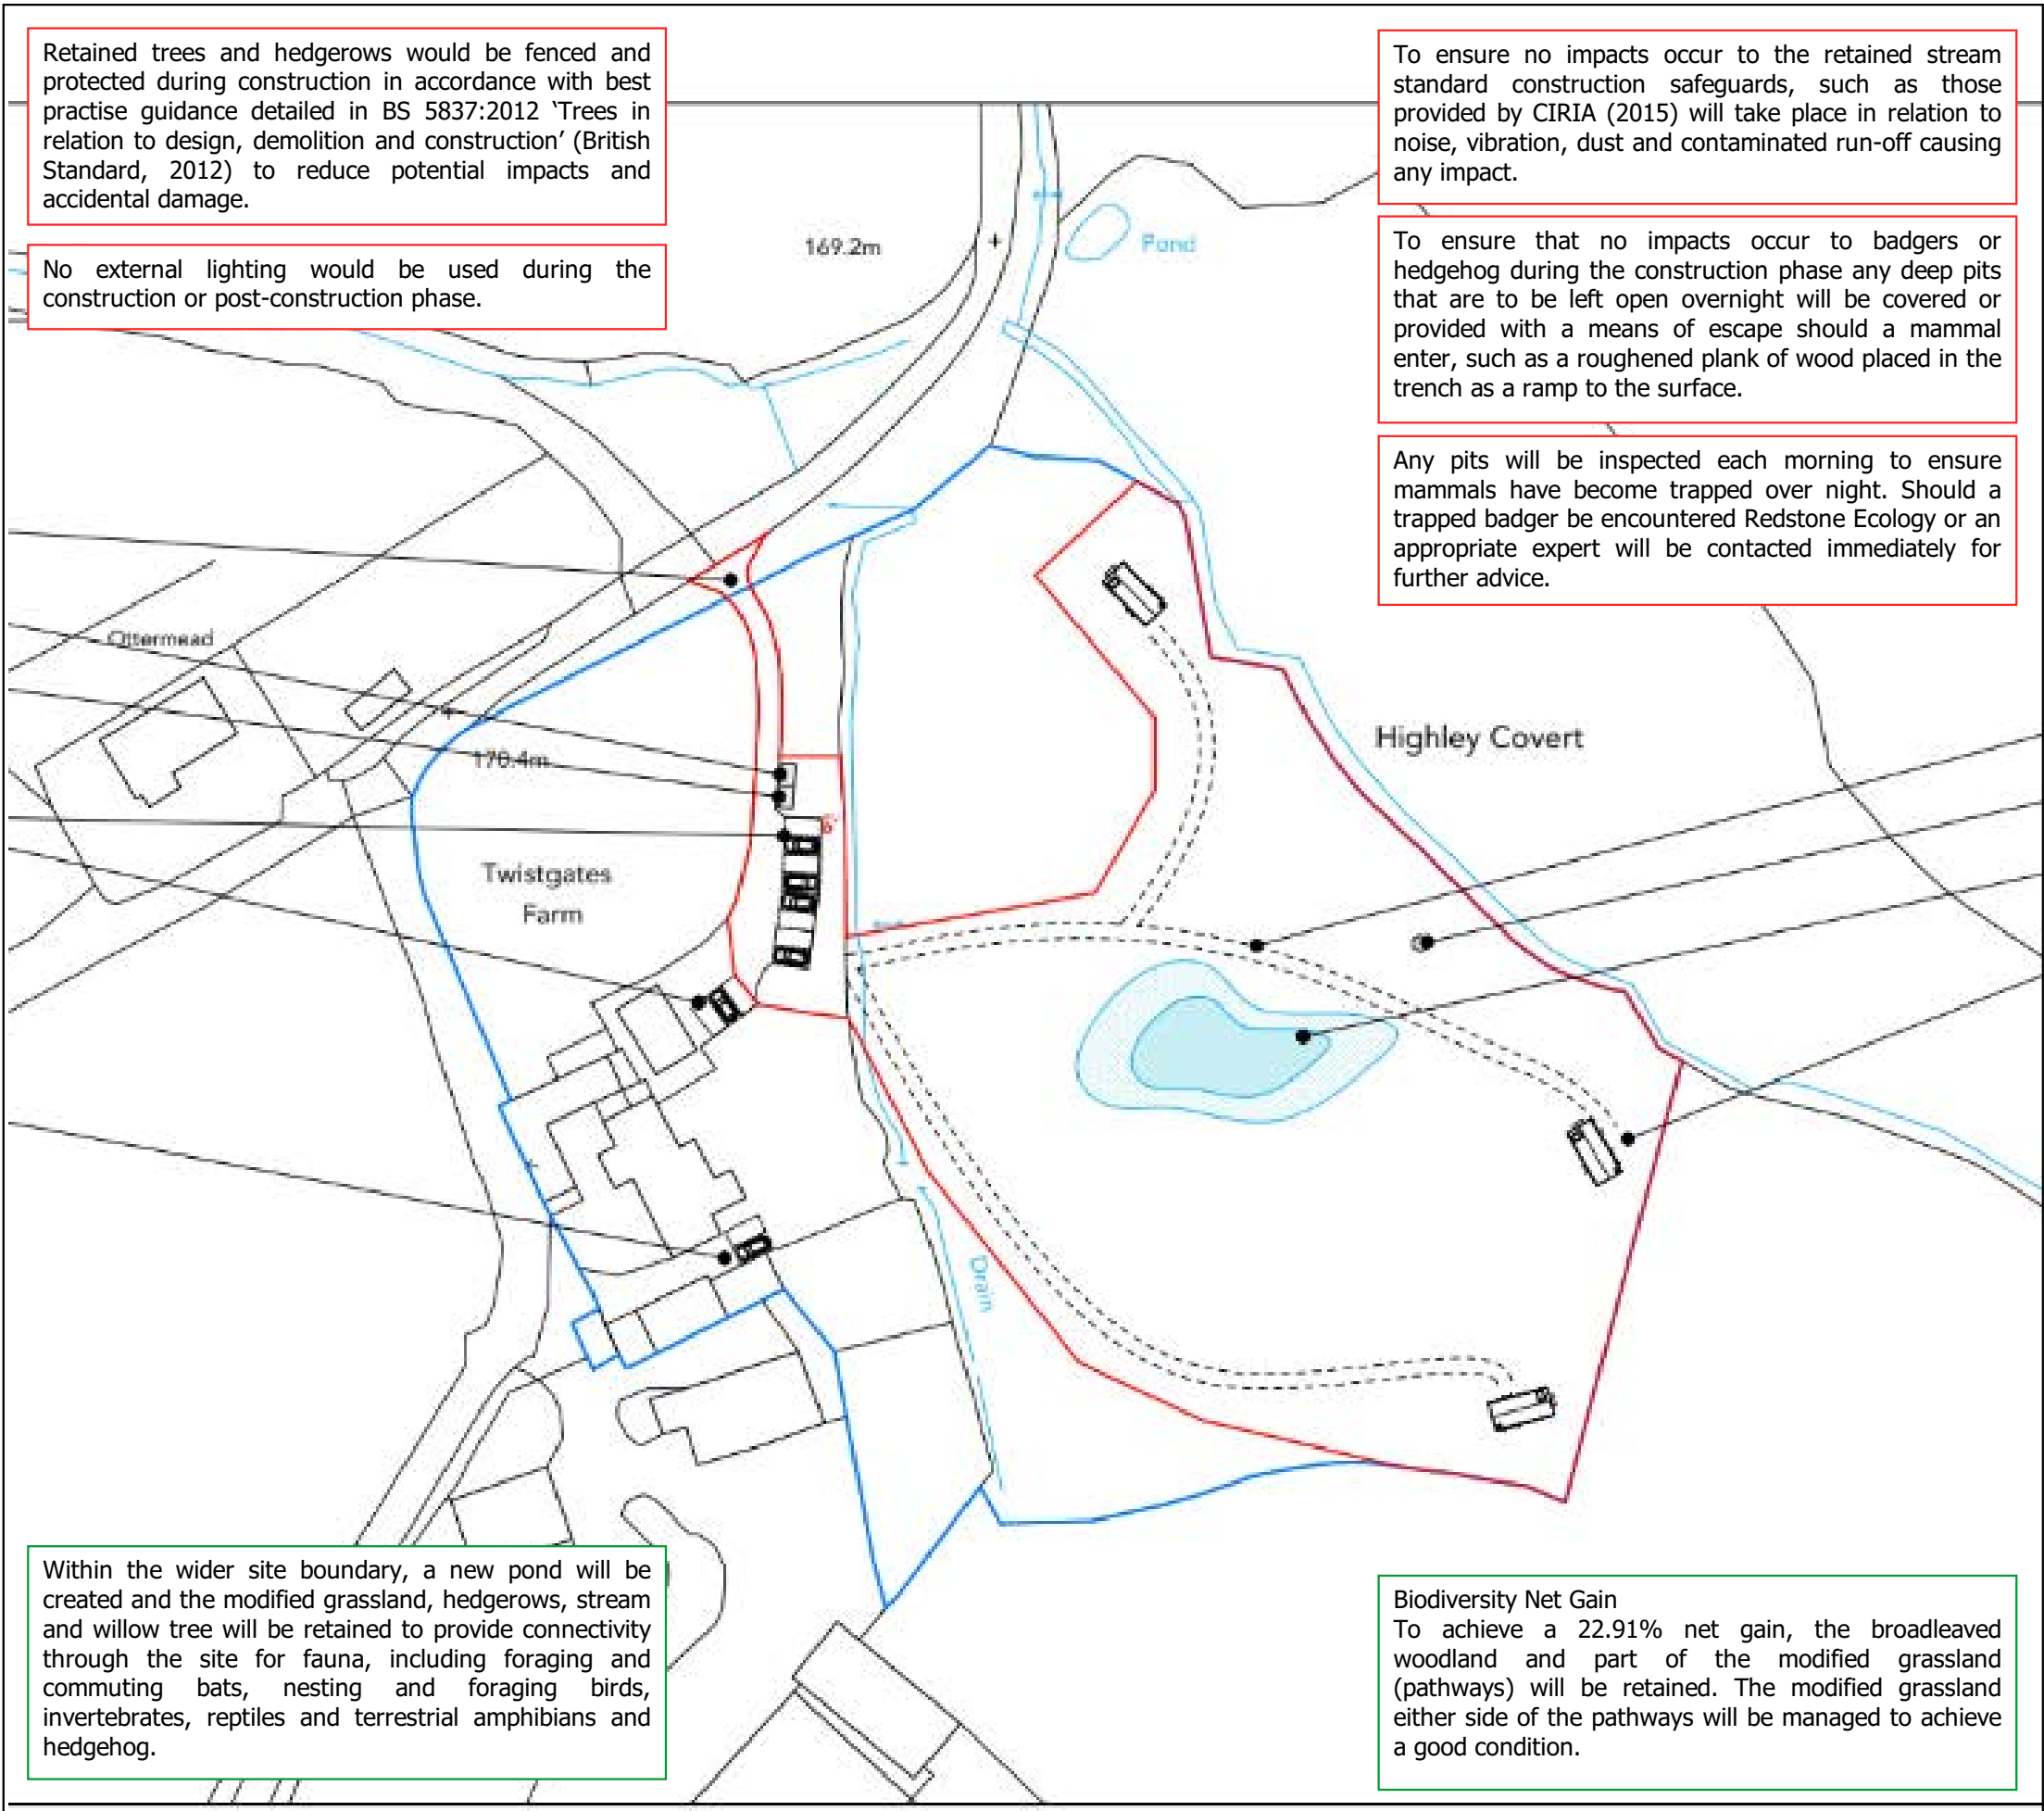 Retained trees and hedgerows would be fenced and
protected during construction in accordance with best
practise guidance detailed in BS 5837:2012 ‘Trees in
relation to design, demolition and construction’ (British
Standard, 2012) to reduce potential impacts and
accidental damage.
No external lighting would be used during the
construction or post-construction phase.
To ensure no impacts occur to the retained stream
standard construction safeguards, such as those
provided by CIRIA (2015) will take place in relation to
noise, vibration, dust and contaminated run-off causing
any impact.
To ensure that no impacts occur to badgers or
hedgehog during the construction phase any deep pits
that are to be left open overnight will be covered or
provided with a means of escape should a mammal
enter, such as a roughened plank of wood placed in the
trench as a ramp to the surface.
Any pits will be inspected each morning to ensure
mammals have become trapped over night. Should a
trapped badger be encountered Redstone Ecology or an
appropriate expert will be contacted immediately for
further advice.
169.2m
Pond
Ottermead
170.4m
Highley Covert
Twistgates
Farm
Drain
Within the wider site boundary, a new pond will be
created and the modified grassland, hedgerows, stream
and willow tree will be retained to provide connectivity
through the site for fauna, including foraging and
commuting bats, nesting and foraging birds,
invertebrates, reptiles and terrestrial amphibians and
hedgehog.
Biodiversity Net Gain
To achieve a 22.91% net gain, the broadleaved
woodland and part of the modified grassland
(pathways) will be retained. The modified grassland
either side of the pathways will be managed to achieve
a good condition.